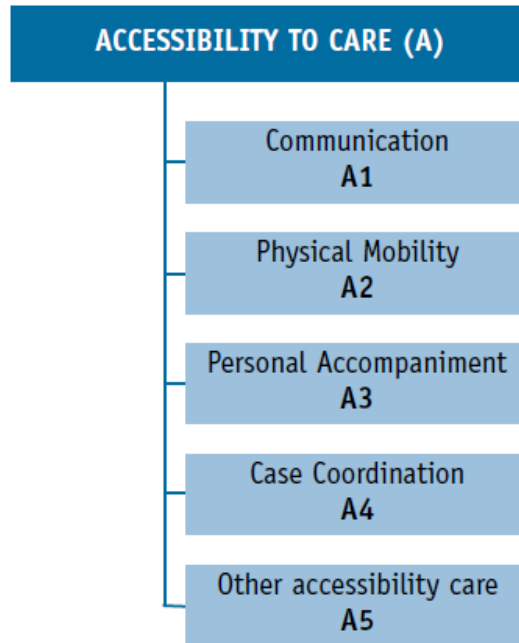 ACCESSIBILITY TO CARE (A)
Communication
A1
Physical Mobility
A2
Personal Accompaniment
A3
Case Coordination
A4
Other accessibility care
A5